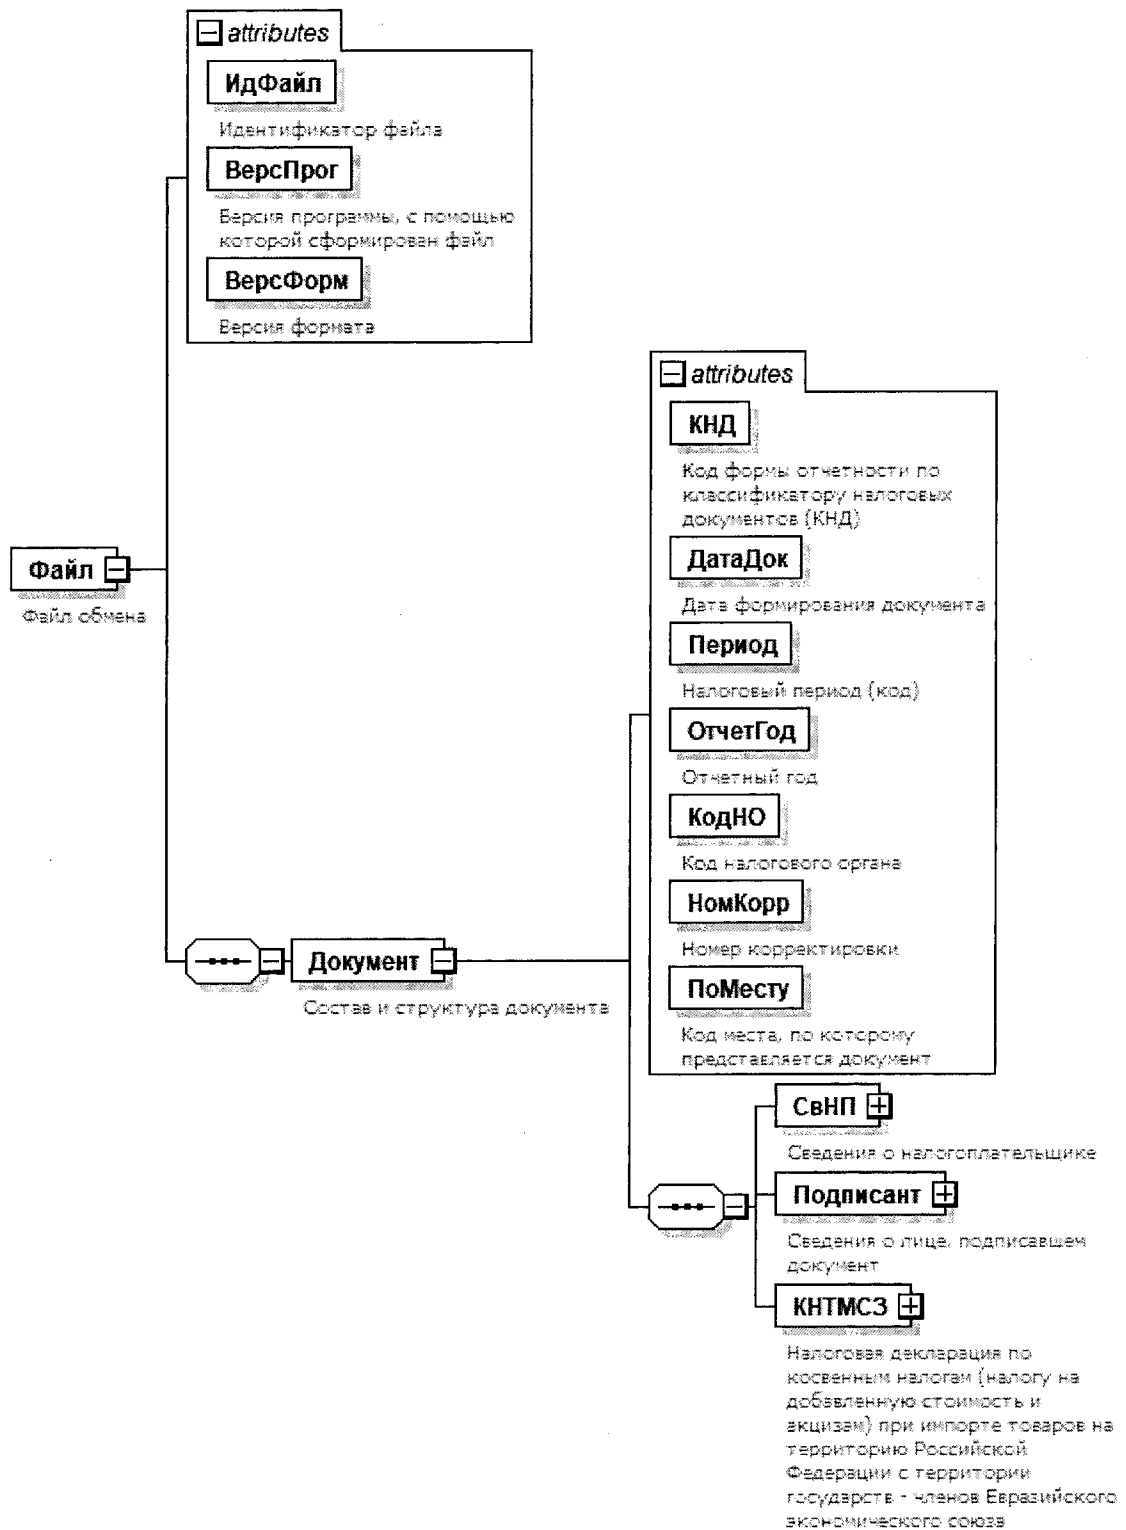 attributes
ИдФайл
Идентификатор файла
ВерсПрог
Версия программы, с помощью
которой сформирован файл
ВерсФорм
Версия формата
attributes
КНД
Код формы отчетности по
классификатору налоговых
документов (КНД)
ДатаДок
Дата формирования документа
Период
Налоговый период (код)
ОтчетГод
Отчетный год
КодНО
Код налогового органа
НомКорр
Номер корректировки
ПоМесту
Код места, по которому
представляется документ
Файл
Файл обмена
Документ
Состав и структура документа
СвНП
Сведения о налогоплательщике
Подписант
Сведения о лице, подписавшем
документ
КНТМСЗ
Налоговая декларация по
косвенным налогам (налогу на
добавленную стоимость и
акцизам) при импорте товаров на
территорию Российской
Федерации с территории
государств - членов Евразийского
экономического союза